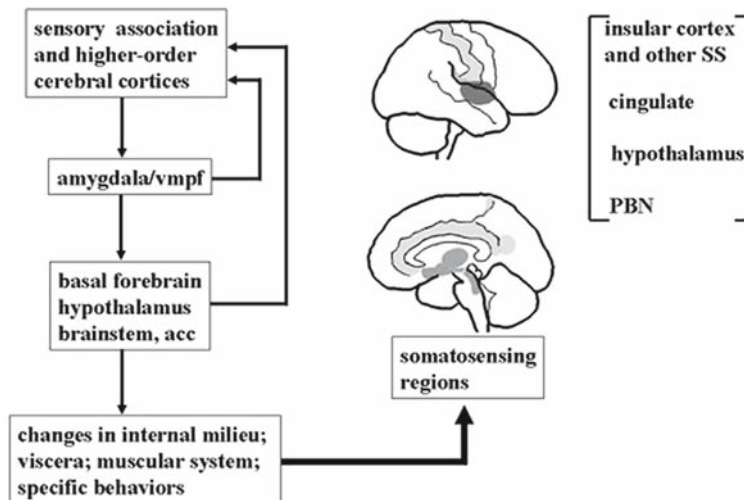 sensory association
and higher-order
cerebral cortices
amygdala/vmpf
basal forebrain
hypothalamus
brainstem, acc
changes in internal milieu;
viscera; muscular system;
specific behaviors
somatosensing
regions
insular cortex
and other SS
cingulate
hypothalamus
PBN